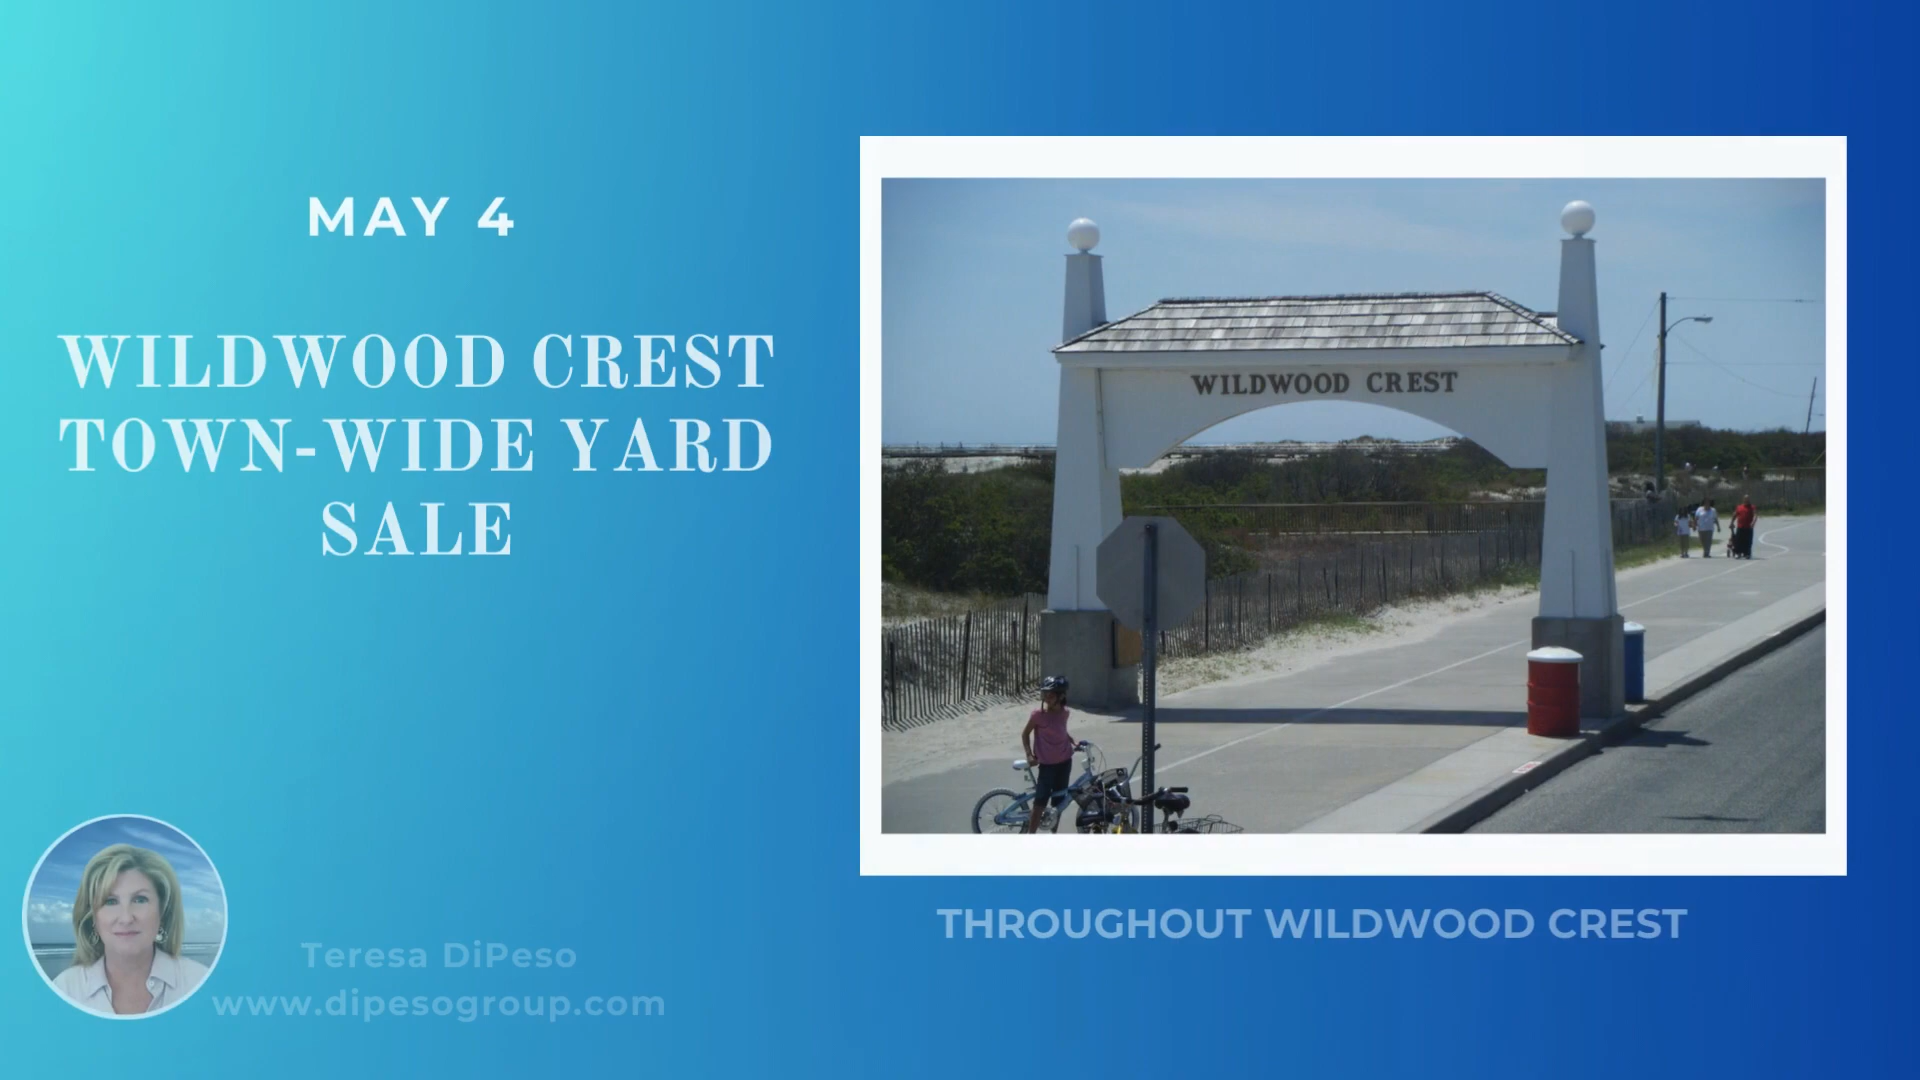 MAY 4
WILDWOOD CREST
TOWN-WIDE YARD
SALE
WILDWOOD CREST
THROUGHOUT WILDWOOD CREST
Teresa DiPeso
www.dipesogroup.com